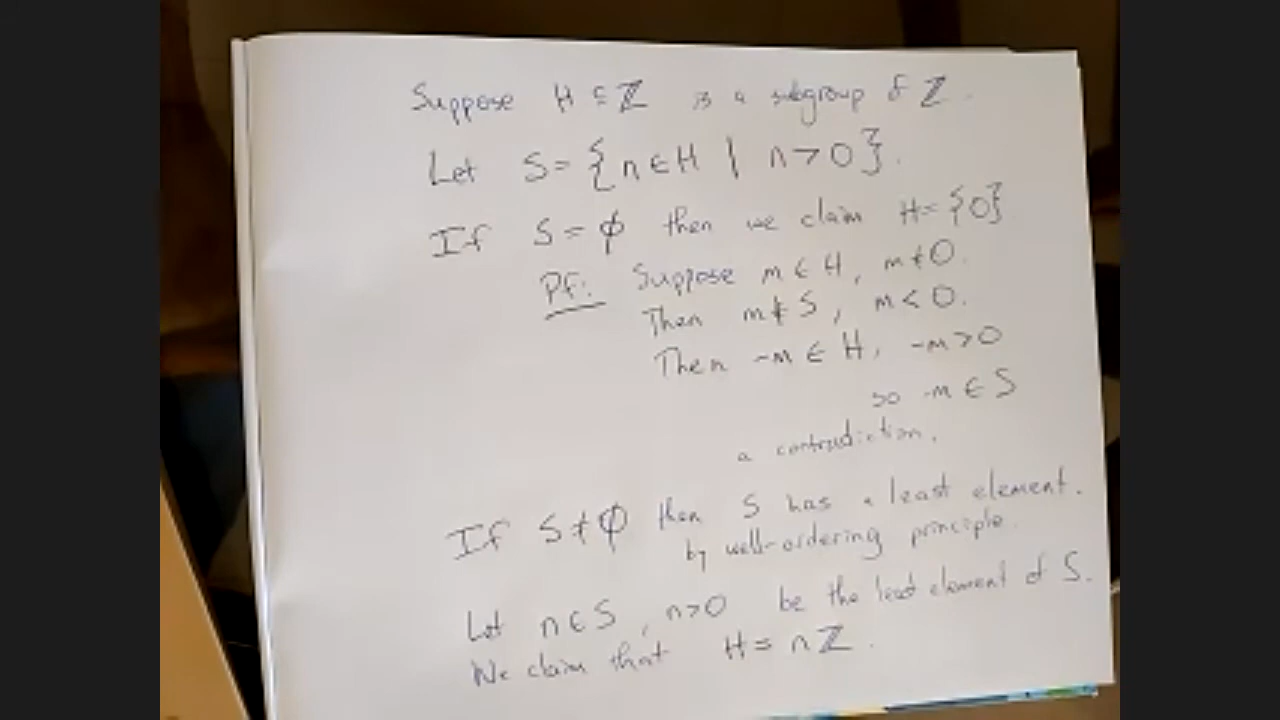 Suppose H ⊆ ℤ is a subgroup of ℤ.
Let S = {n ∈ H | n > 0}.
If S = ∅ then we claim H = {0}
Pf: Suppose m ∈ H, m ≠ 0.
Then m ∉ S, m < 0.
Then -m ∈ H, -m > 0
so -m ∈ S
a contradiction.
If S ≠ ∅ then S has a least element.
by well-ordering principle.
Let n ∈ S, n > 0 be the least element of S.
We claim that H = nℤ.